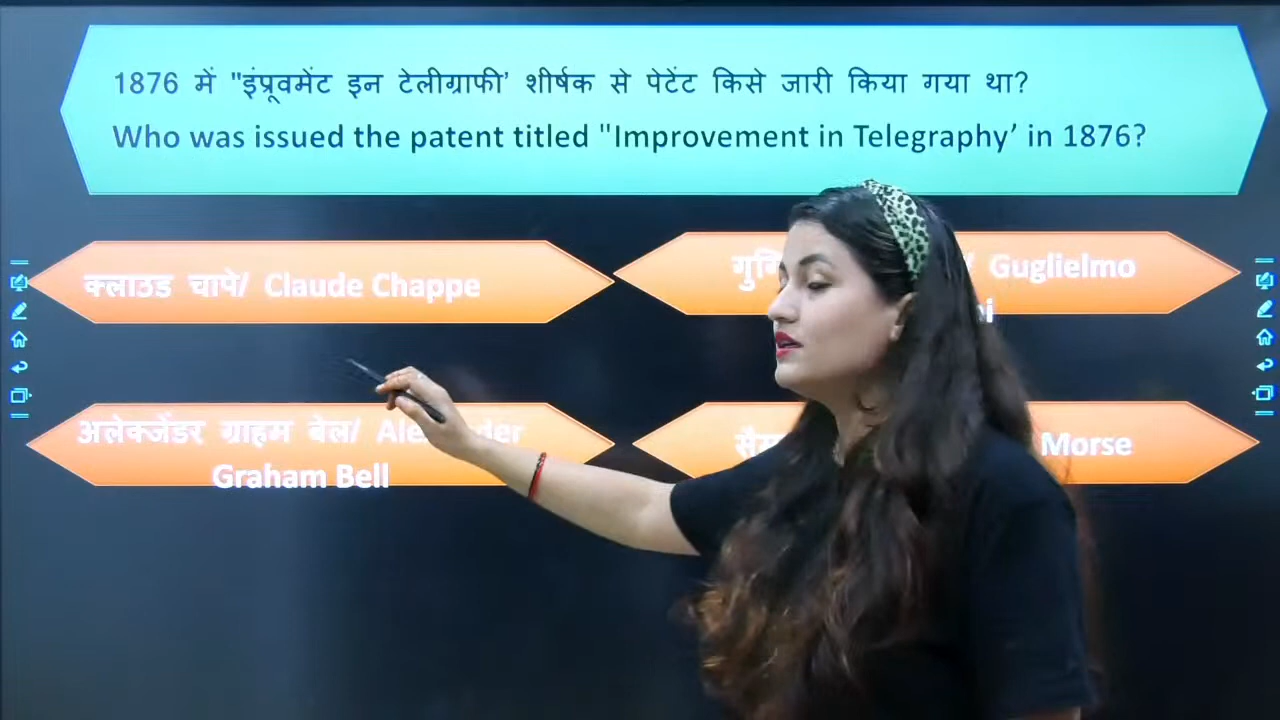 1876 में "इंप्रूवमेंट इन टेलीग्राफी' शीर्षक से पेटेंट किसे जारी किया गया था?
Who was issued the patent titled "Improvement in Telegraphy’ in 1876?
क्लाउड चापे/ Claude Chappe
/ Guglielmo
अलेक्जेंडर ग्राहम बेल/
Graham Bell
Morse